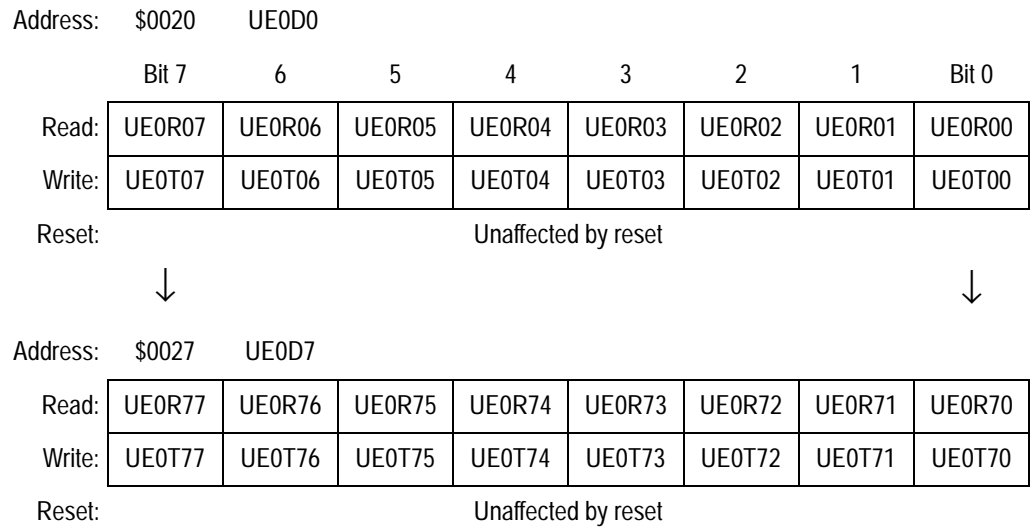 Address: $0020 UE0D0
Bit 7 6 5 4 3 2 1 Bit 0
Read: UE0R07 UE0R06 UE0R05 UE0R04 UE0R03 UE0R02 UE0R01 UE0R00
Write: UE0T07 UE0T06 UE0T05 UE0T04 UE0T03 UE0T02 UE0T01 UE0T00
Reset: Unaffected by reset
↓ ↓
Address: $0027 UE0D7
Read: UE0R77 UE0R76 UE0R75 UE0R74 UE0R73 UE0R72 UE0R71 UE0R70
Write: UE0T77 UE0T76 UE0T75 UE0T74 UE0T73 UE0T72 UE0T71 UE0T70
Reset: Unaffected by reset